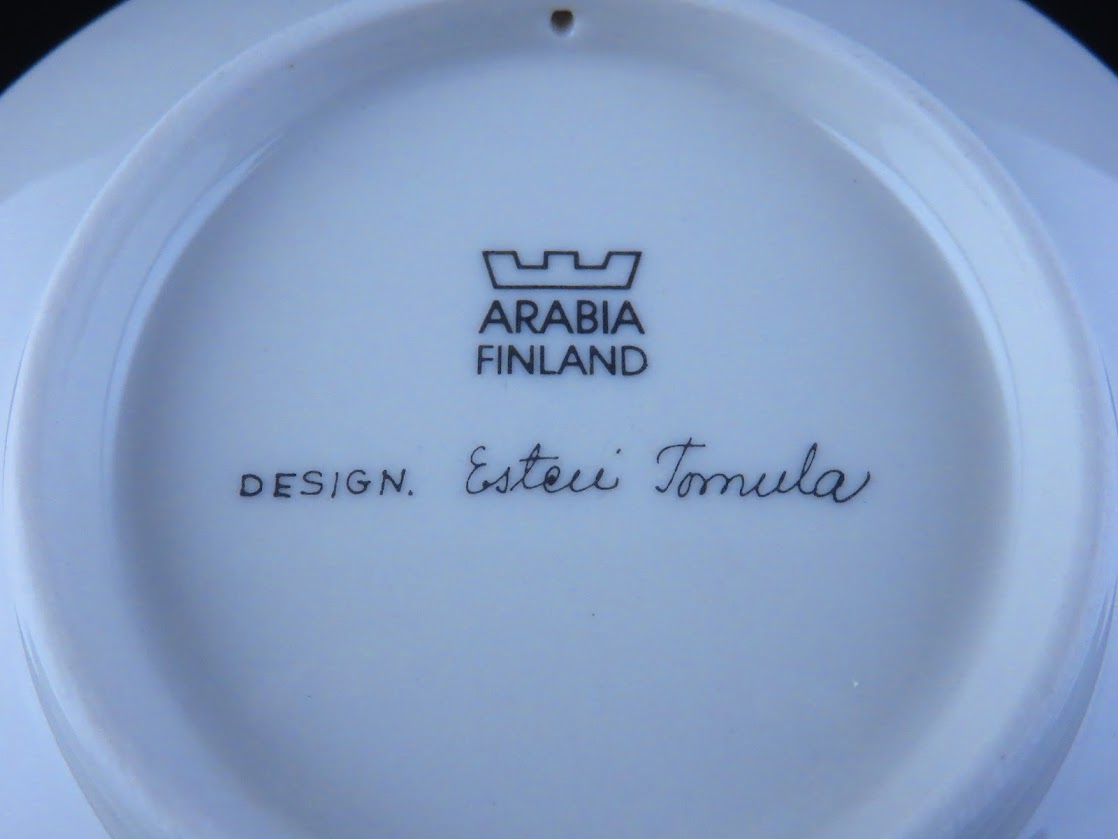 ARABIA
FINLAND
DESIGN. Esteri Tomula